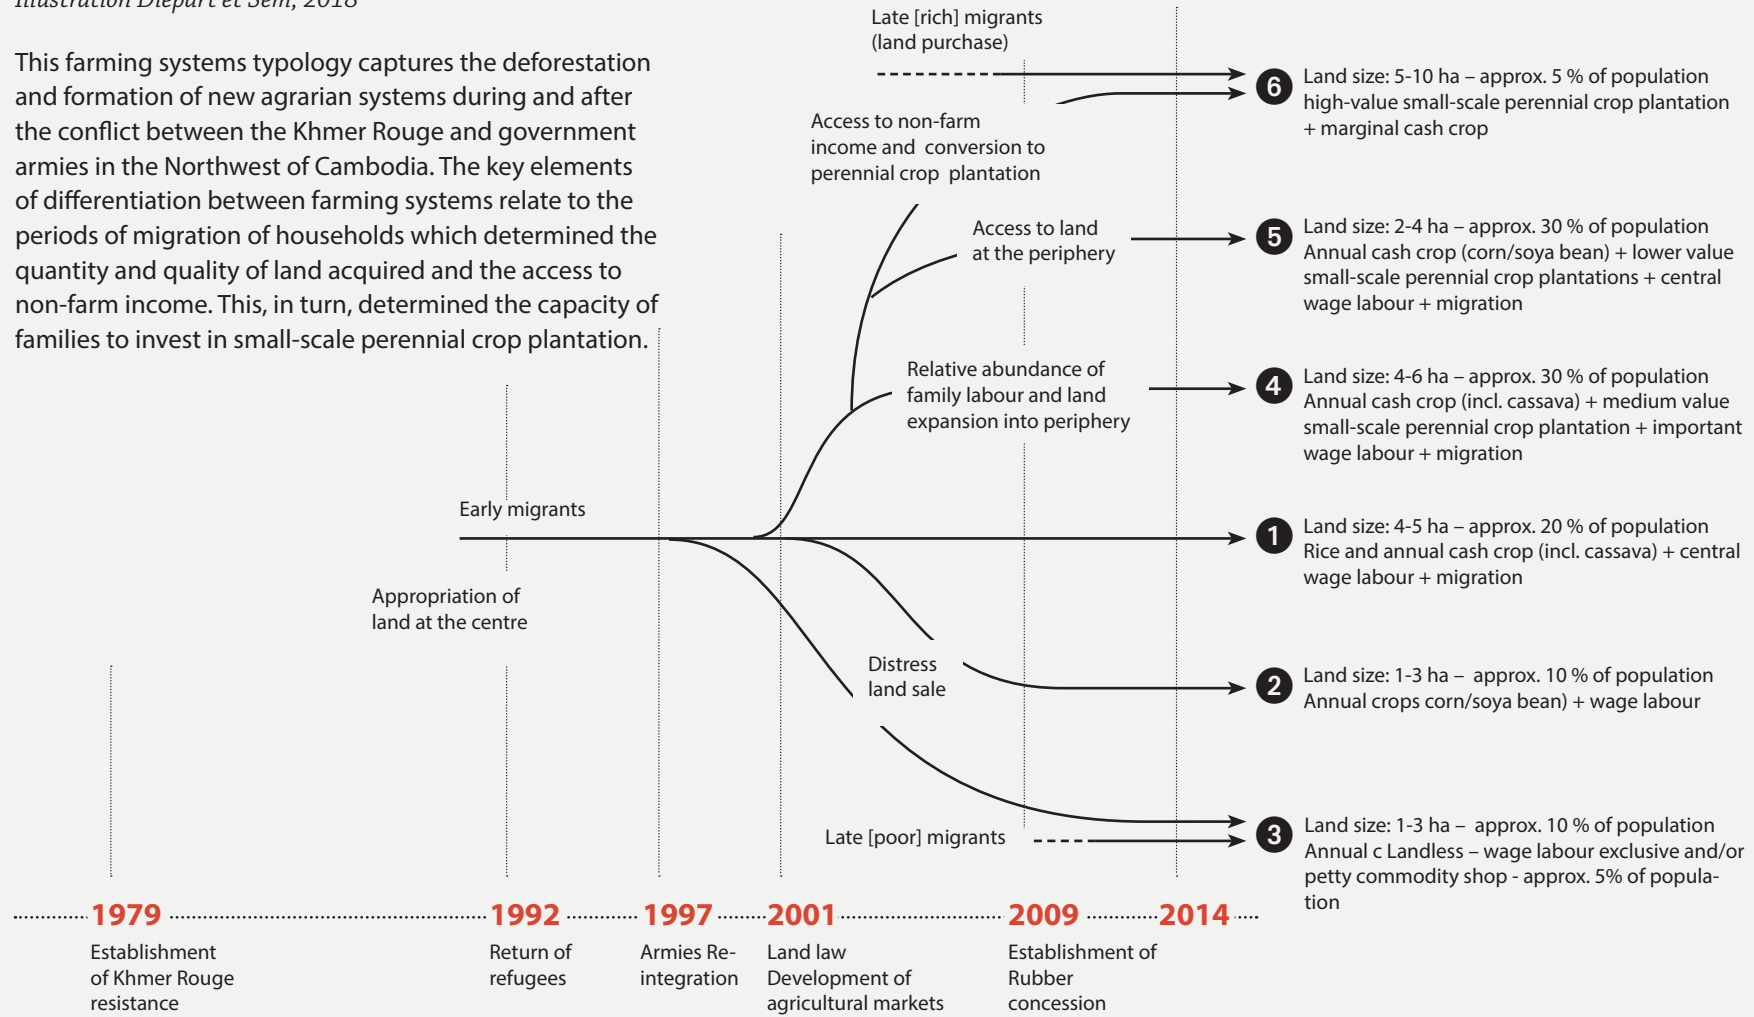 Illustration Diepart et Sem, 2018
This farming systems typology captures the deforestation
and formation of new agrarian systems during and after
the conflict between the Khmer Rouge and government
armies in the Northwest of Cambodia. The key elements
of differentiation between farming systems relate to the
periods of migration of households which determined the
quantity and quality of land acquired and the access to
non-farm income. This, in turn, determined the capacity of
families to invest in small-scale perennial crop plantation.
Late [rich] migrants
(land purchase)
Access to non-farm
income and conversion to
perennial crop plantation
Access to land
at the periphery
Relative abundance of
family labour and land
expansion into periphery
Early migrants
Appropriation of
land at the centre
Distress
land sale
Late [poor] migrants
6
Land size: 5-10 ha – approx. 5 % of population
high-value small-scale perennial crop plantation
+ marginal cash crop
5
Land size: 2-4 ha – approx. 30 % of population
Annual cash crop (corn/soya bean) + lower value
small-scale perennial crop plantations + central
wage labour + migration
4
Land size: 4-6 ha – approx. 30 % of population
Annual cash crop (incl. cassava) + medium value
small-scale perennial crop plantation + important
wage labour + migration
1
Land size: 4-5 ha – approx. 20 % of population
Rice and annual cash crop (incl. cassava) + central
wage labour + migration
2
Land size: 1-3 ha – approx. 10 % of population
Annual crops corn/soya bean) + wage labour
3
Land size: 1-3 ha – approx. 10 % of population
Annual c Landless – wage labour exclusive and/or
petty commodity shop - approx. 5% of popula-
tion
1979
Establishment
of Khmer Rouge
resistance
1992
Return of
refugees
1997
Armies Re-
integration
2001
Land law
Development of
agricultural markets
2009
Establishment of
Rubber
concession
2014